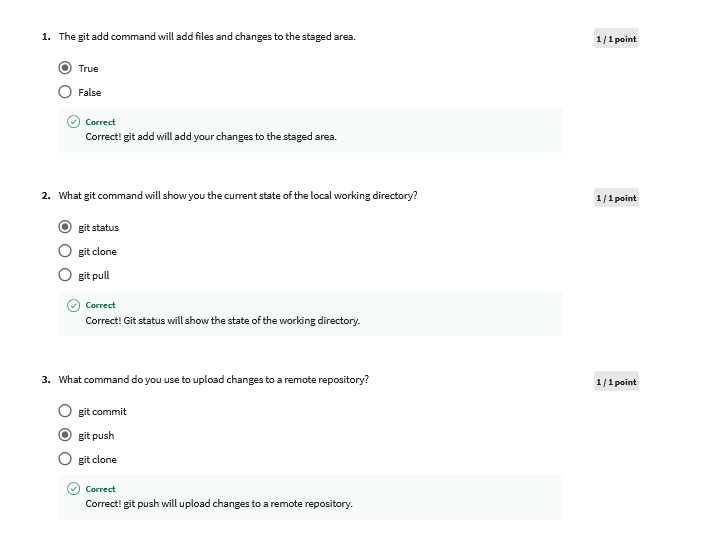 1. The git add command will add files and changes to the staged area.
1 / 1 point
True
False
Correct
Correct! git add will add your changes to the staged area.
2. What git command will show you the current state of the local working directory?
1 / 1 point
git status
git clone
git pull
Correct
Correct! Git status will show the state of the working directory.
3. What command do you use to upload changes to a remote repository?
1 / 1 point
git commit
git push
git clone
Correct
Correct! git push will upload changes to a remote repository.